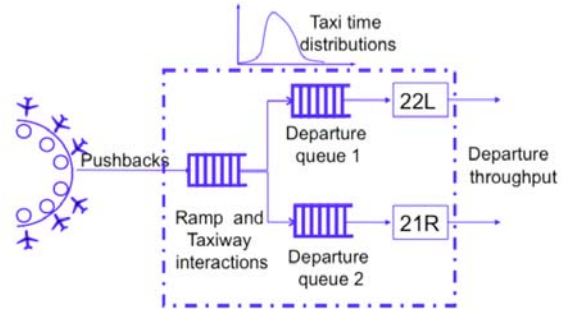 Taxi time
distributions
22L
Departure
queue 1
Pushbacks
Departure
throughput
Ramp and
Taxiway
interactions
21R
Departure
queue 2